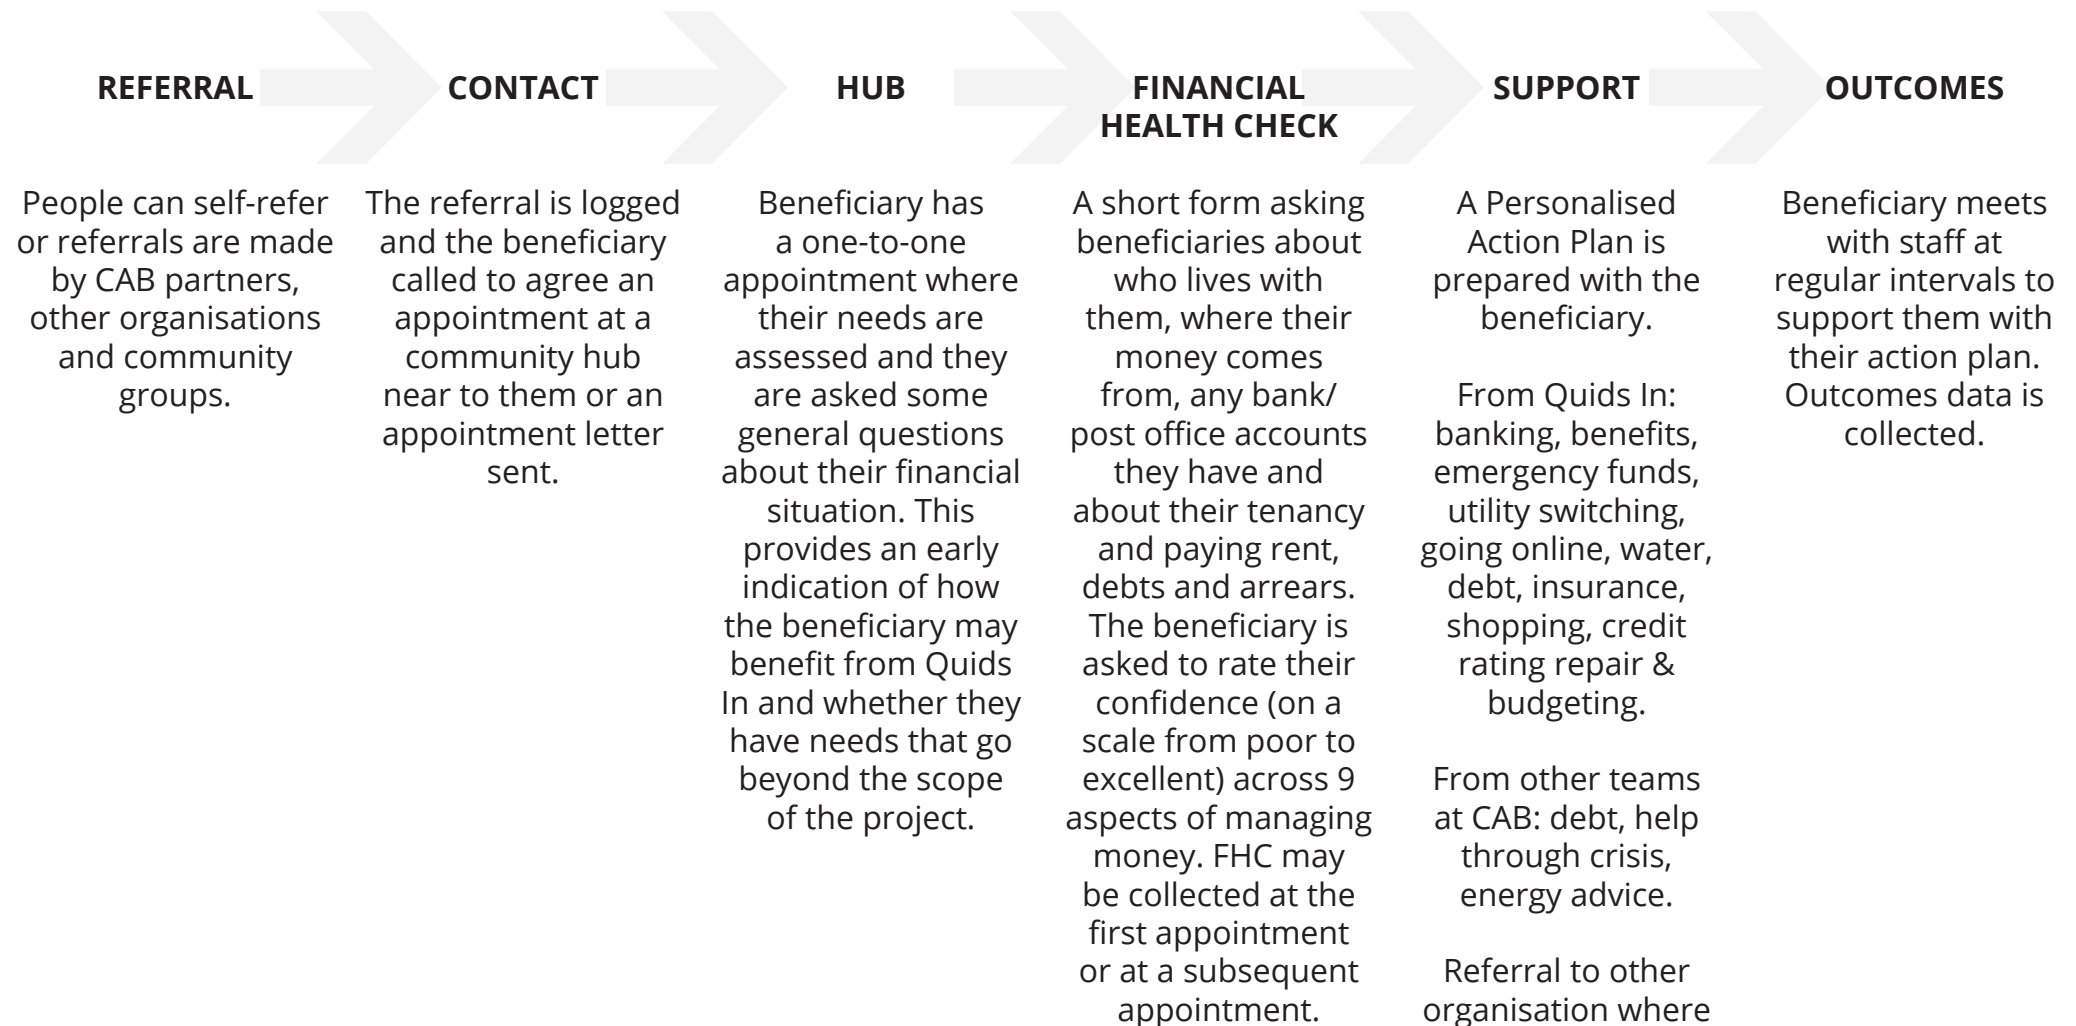 REFERRAL
People can self-refer
or referrals are made
by CAB partners,
other organisations
and community
groups.
CONTACT
The referral is logged
and the beneficiary
called to agree an
appointment at a
community hub
near to them or an
appointment letter
sent.
HUB
Beneficiary has
a one-to-one
appointment where
their needs are
assessed and they
are asked some
general questions
about their financial
situation. This
provides an early
indication of how
the beneficiary may
benefit from Quids
In and whether they
have needs that go
beyond the scope
of the project.
FINANCIAL
HEALTH CHECK
A short form asking
beneficiaries about
who lives with
them, where their
money comes
from, any bank/
post office accounts
they have and
about their tenancy
and paying rent,
debts and arrears.
The beneficiary is
asked to rate their
confidence (on a
scale from poor to
excellent) across 9
aspects of managing
money. FHC may
be collected at the
first appointment
or at a subsequent
appointment.
SUPPORT
A Personalised
Action Plan is
prepared with the
beneficiary.
From Quids In:
banking, benefits,
emergency funds,
utility switching,
going online, water,
debt, insurance,
shopping, credit
rating repair &
budgeting.
From other teams
at CAB: debt, help
through crisis,
energy advice.
Referral to other
organisation where
OUTCOMES
Beneficiary meets
with staff at
regular intervals to
support them with
their action plan.
Outcomes data is
collected.